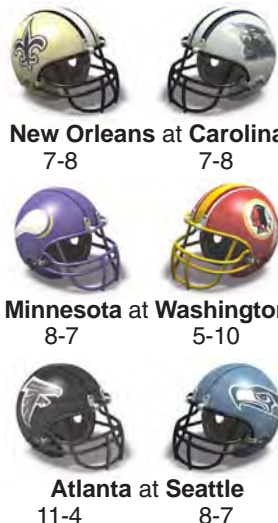 New Orleans at Carolina
7-8 7-8
Minnesota at Washington
8-7 5-10
Atlanta at Seattle
11-4 8-7